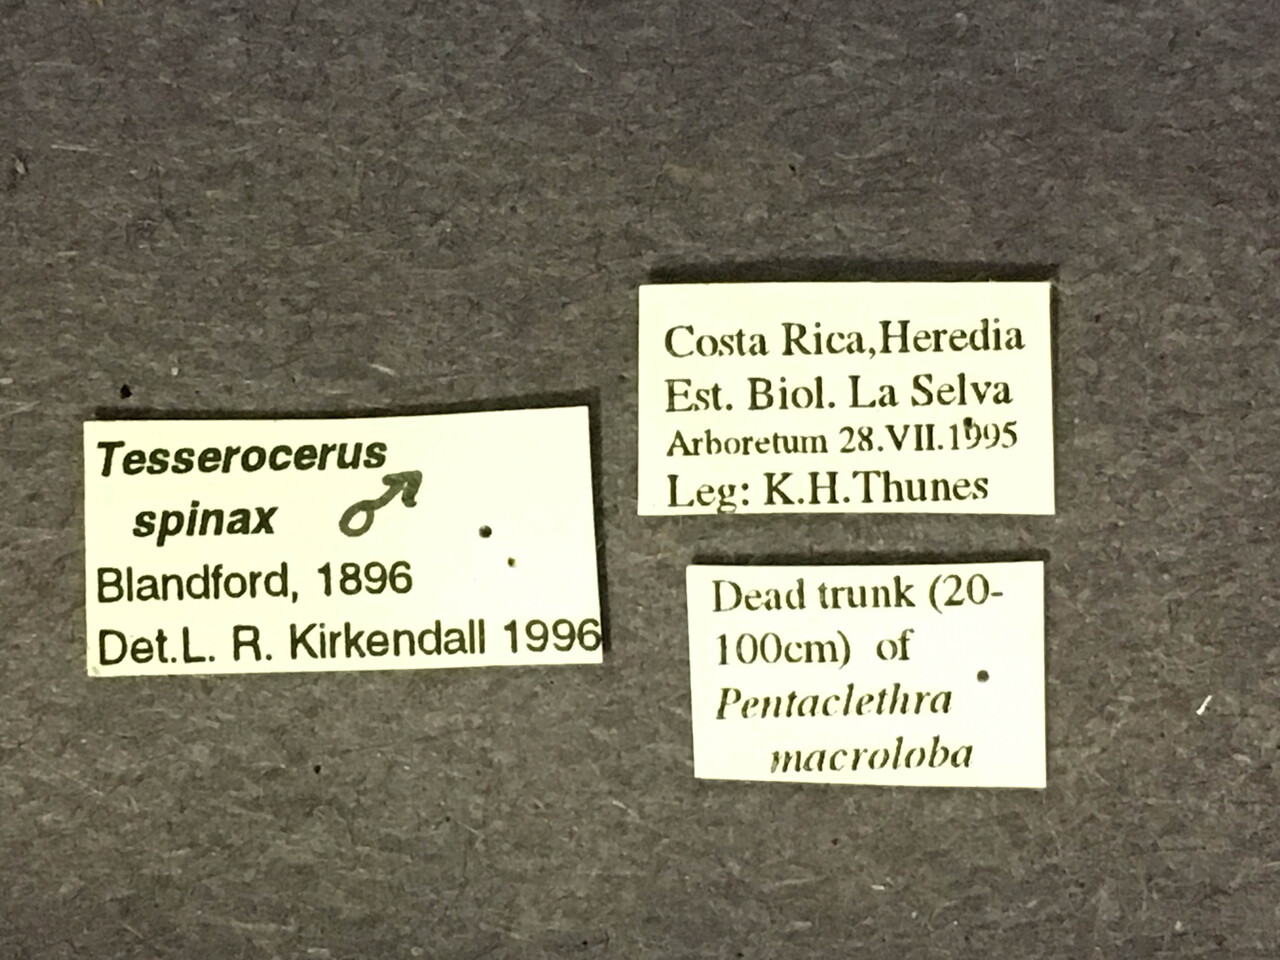 Tesserocerus
spinax ♂
Blandford, 1896
Det.L. R. Kirkendall 1996
Costa Rica,Heredia
Est. Biol. La Selva
Arboretum 28.VII.1995
Leg: K.H.Thunes
Dead trunk (20-
100cm) of
Pentaclethra
macroloba